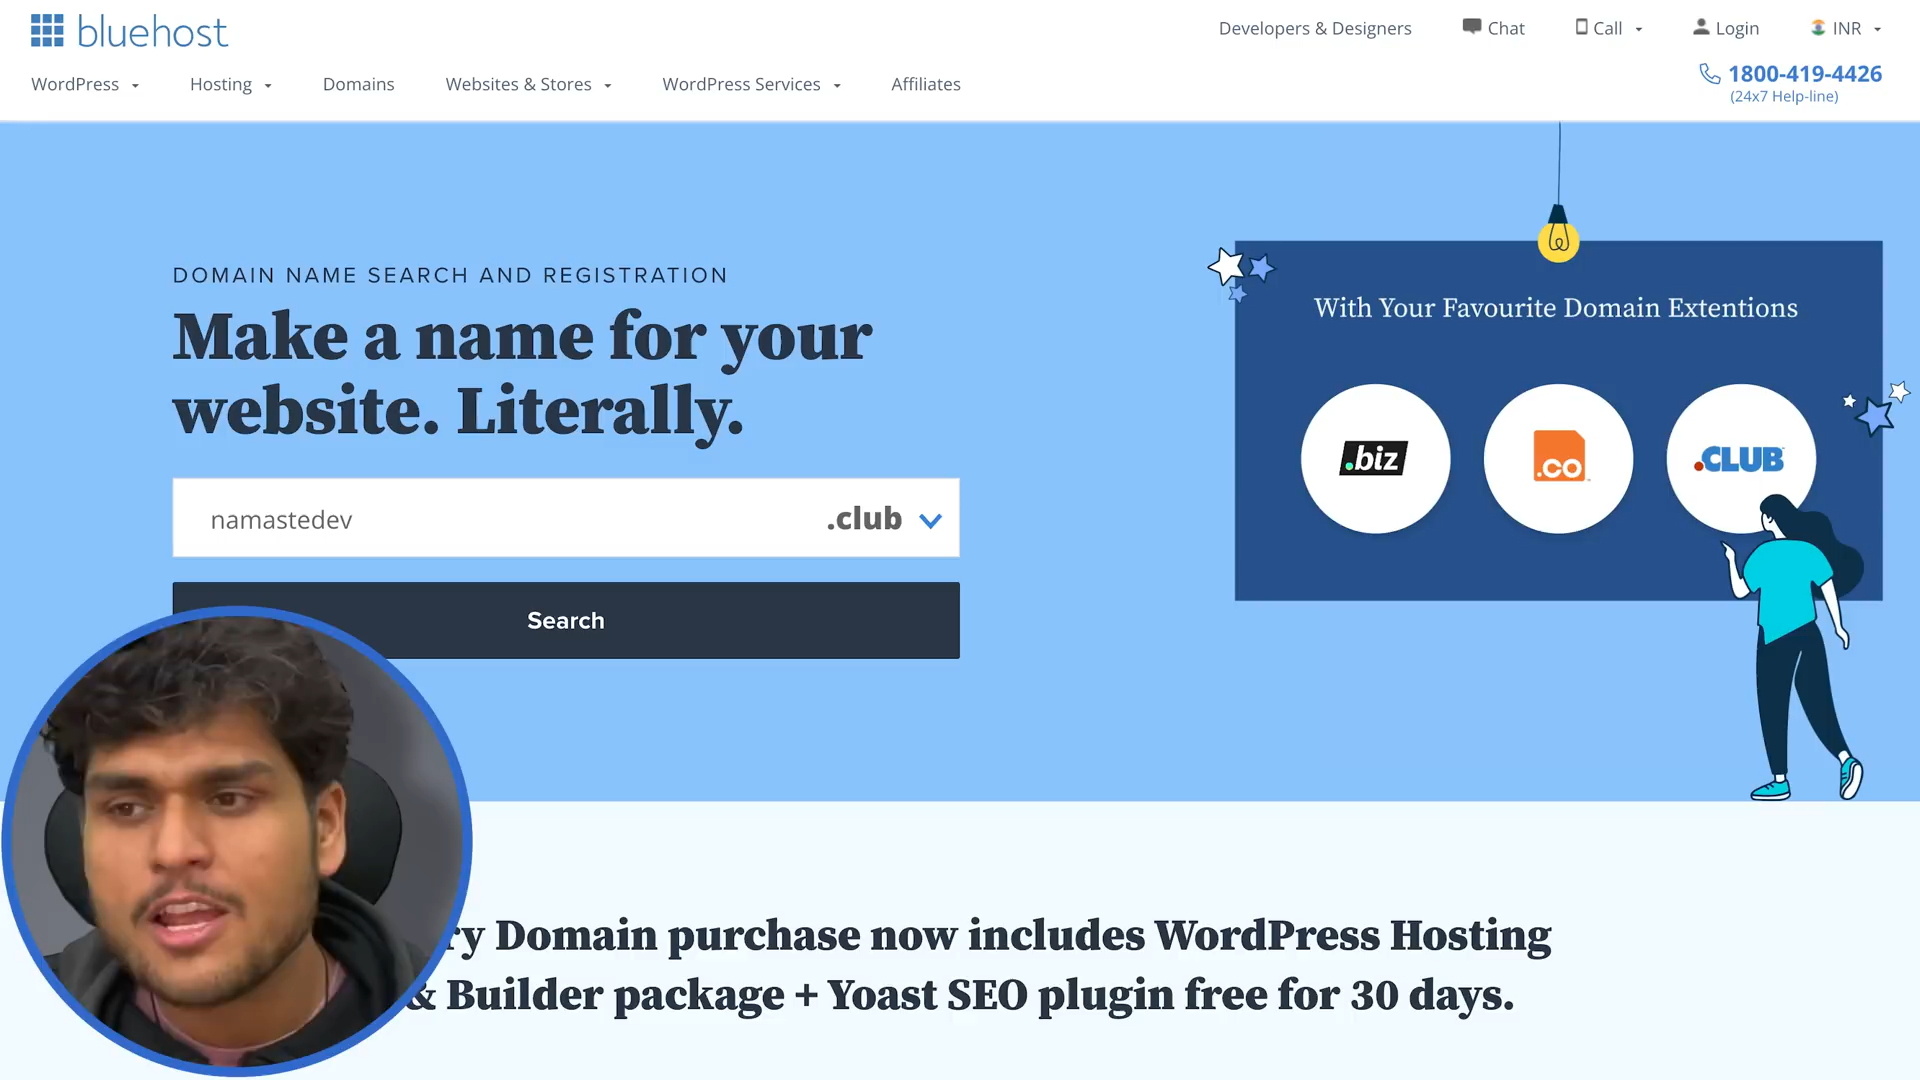 bluehost
Developers & Designers
Chat
Call
Login
INR
WordPress
Hosting
Domains
Websites & Stores
WordPress Services
Affiliates
1800-419-4426
(24x7 Help-line)
DOMAIN NAME SEARCH AND REGISTRATION
Make a name for your
website. Literally.
namastedev
.club
Search
With Your Favourite Domain Extentions
.biz
.co
.CLUB
Domain purchase now includes WordPress Hosting
& Builder package + Yoast SEO plugin free for 30 days.